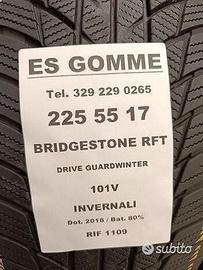 ES GOMME
Tel. 329 229 0265
225 55 17
BRIDGESTONE RFT
DRIVE GUARDWINTER
101V
INVERNALI
Dot. 2018 / Bat. 80%
RIF 1109
subito